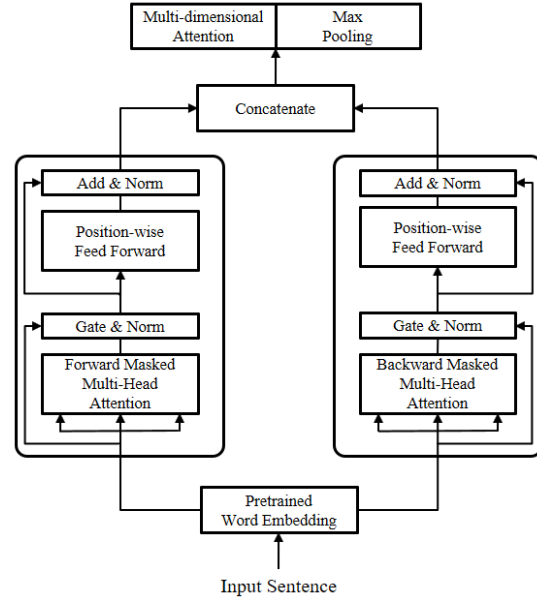 Multi-dimensional
Attention
Max
Pooling
Concatenate
Add & Norm
Position-wise
Feed Forward
Gate & Norm
Forward Masked
Multi-Head
Attention
Add & Norm
Position-wise
Feed Forward
Gate & Norm
Backward Masked
Multi-Head
Attention
Pretrained
Word Embedding
Input Sentence